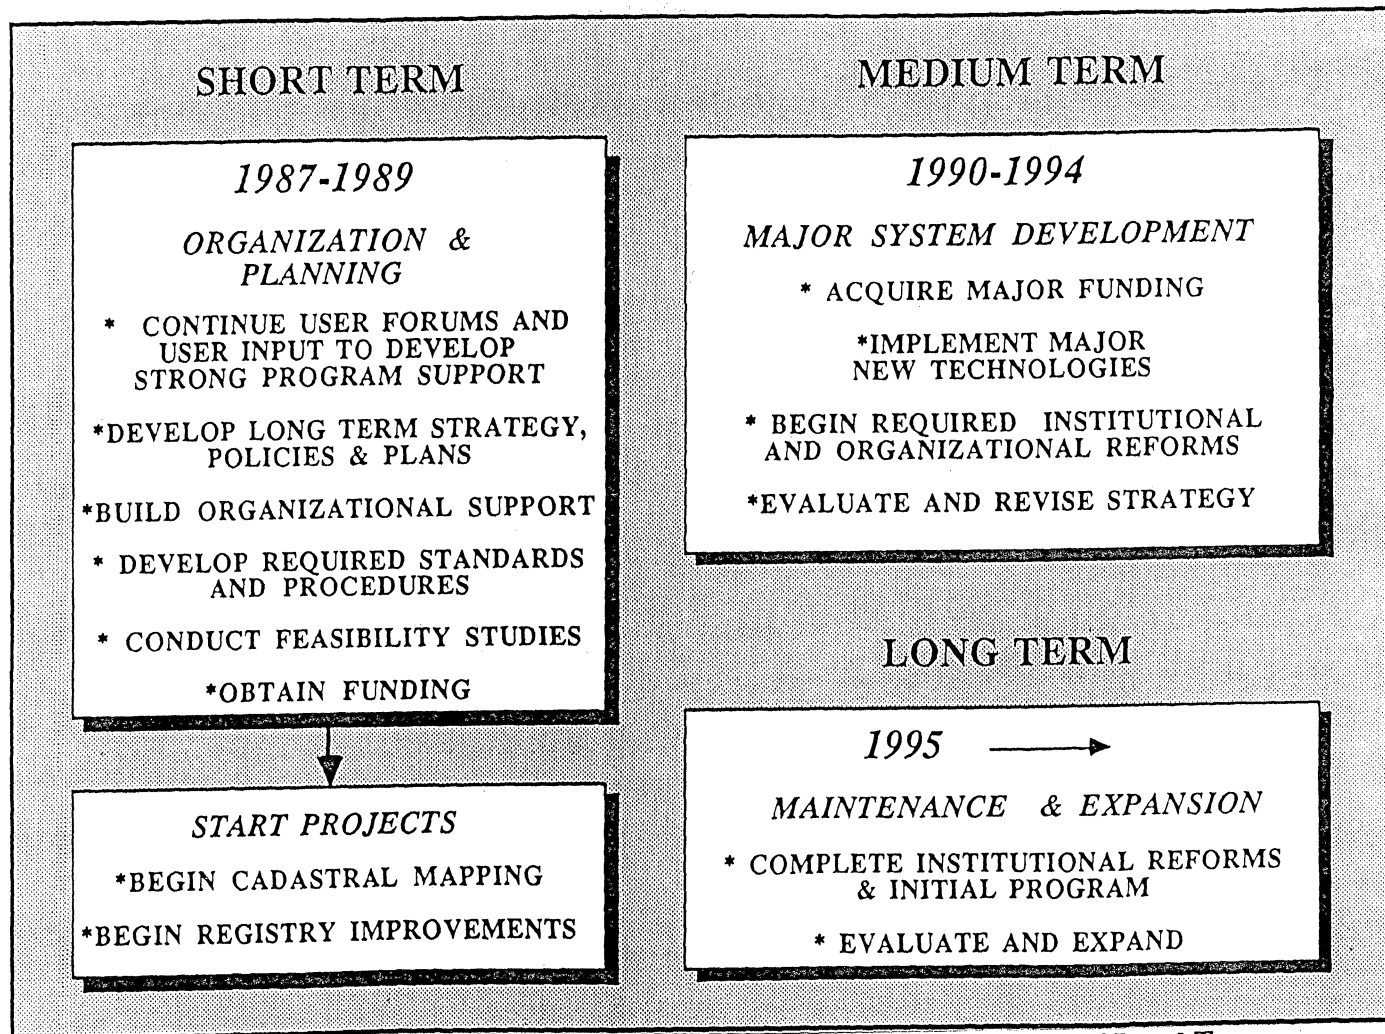 SHORT TERM
1987-1989
ORGANIZATION &
PLANNING
* CONTINUE USER FORUMS AND
USER INPUT TO DEVELOP
STRONG PROGRAM SUPPORT
*DEVELOP LONG TERM STRATEGY,
POLICIES & PLANS
*BUILD ORGANIZATIONAL SUPPORT
* DEVELOP REQUIRED STANDARDS
AND PROCEDURES
* CONDUCT FEASIBILITY STUDIES
*OBTAIN FUNDING
START PROJECTS
*BEGIN CADASTRAL MAPPING
*BEGIN REGISTRY IMPROVEMENTS
MEDIUM TERM
1990-1994
MAJOR SYSTEM DEVELOPMENT
* ACQUIRE MAJOR FUNDING
*IMPLEMENT MAJOR
NEW TECHNOLOGIES
* BEGIN REQUIRED INSTITUTIONAL
AND ORGANIZATIONAL REFORMS
*EVALUATE AND REVISE STRATEGY
LONG TERM
1995
MAINTENANCE & EXPANSION
* COMPLETE INSTITUTIONAL REFORMS
& INITIAL PROGRAM
* EVALUATE AND EXPAND